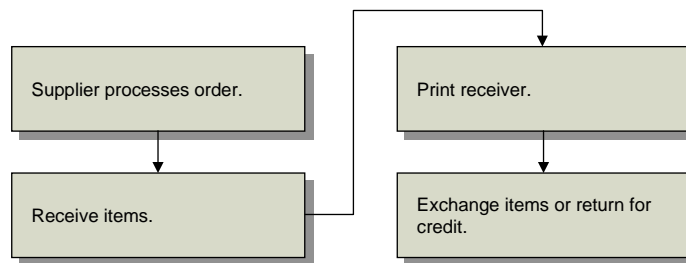 Supplier processes order.
Receive items.
Print receiver.
Exchange items or return for
credit.